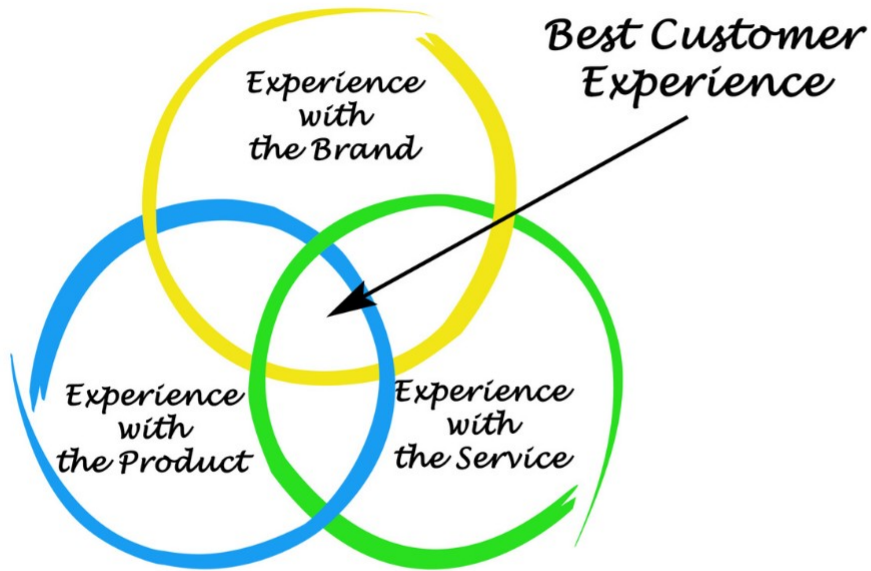 Best Customer
Experience
Experience
with
the Brand
Experience
with
the Product
Experience
with
the Service